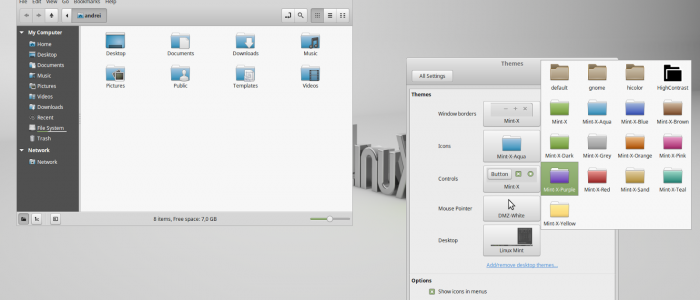 File Edit View Go Bookmarks Help
andrei
My Computer
Home
Desktop
Documents
Music
Pictures
Videos
Downloads
Recent
File System
Trash
Network
Network
Desktop
Documents
Downloads
Music
Pictures
Public
Templates
Videos
8 items, Free space: 7,0 GB
Themes
All Settings
Themes
Window borders
Mint-X
Icons
Mint-X-Aqua
Controls
Button
Mint-X
Mouse Pointer
DMZ-White
Desktop
Linux Mint
Add/remove desktop themes...
Options
Show icons in menus
default
gnome
hicolor
HighContrast
Mint-X
Mint-X-Aqua
Mint-X-Blue
Mint-X-Brown
Mint-X-Dark
Mint-X-Grey
Mint-X-Orange
Mint-X-Pink
Mint-X-Purple
Mint-X-Red
Mint-X-Sand
Mint-X-Teal
Mint-X-Yellow